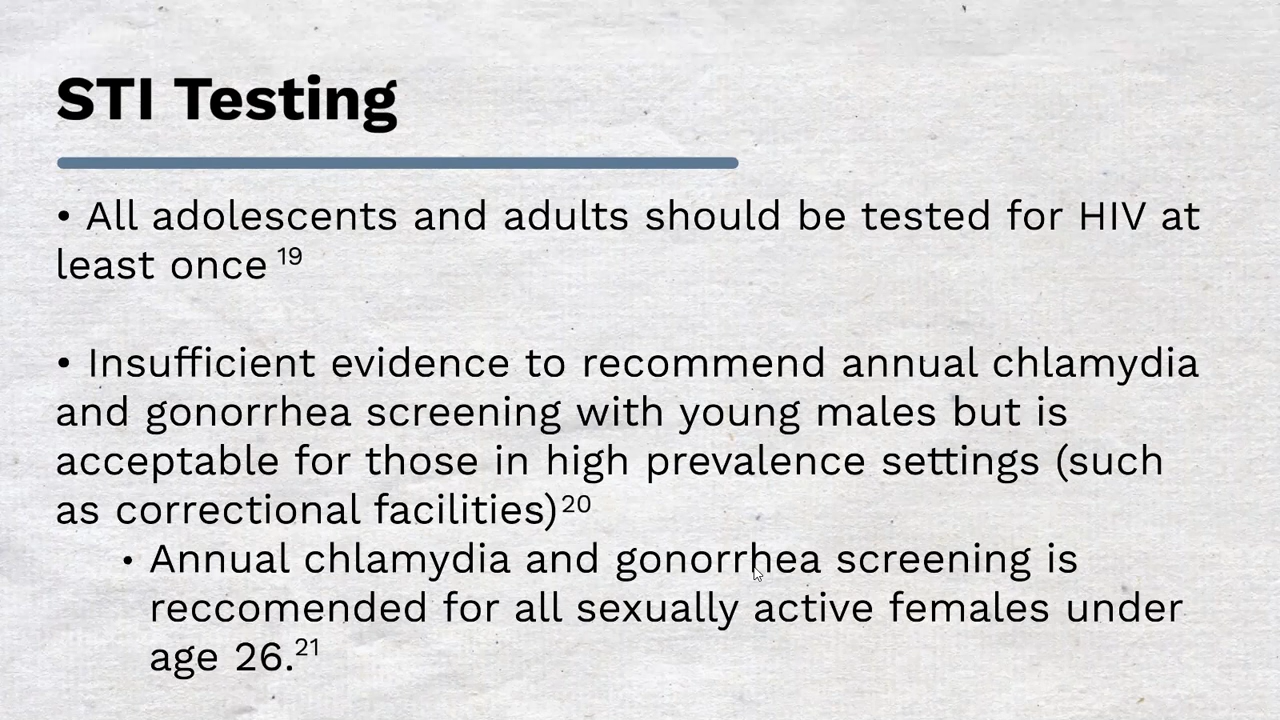 STI Testing
• All adolescents and adults should be tested for HIV at
least once 19
• Insufficient evidence to recommend annual chlamydia
and gonorrhea screening with young males but is
acceptable for those in high prevalence settings (such
as correctional facilities)20
• Annual chlamydia and gonorrhea screening is
reccomended for all sexually active females under
age 26.21